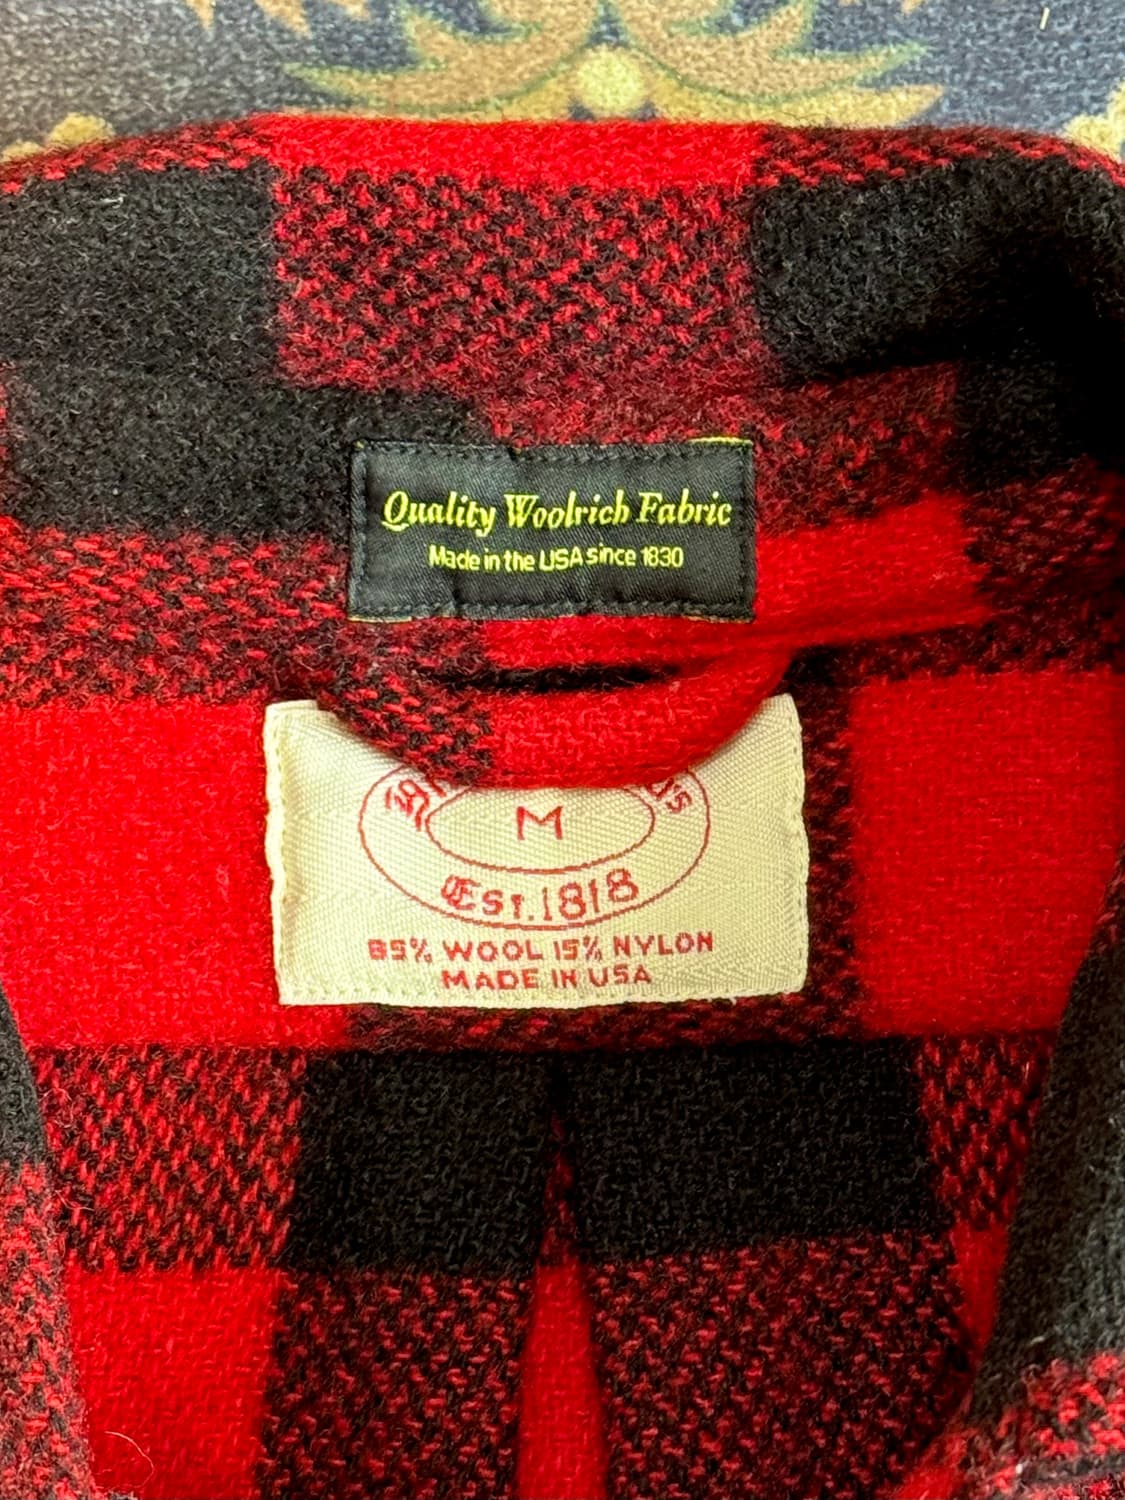 Quality Woolrich Fabric
Made in the USA since 1830
M
Est. 1818
85% WOOL 15% NYLON
MADE IN USA